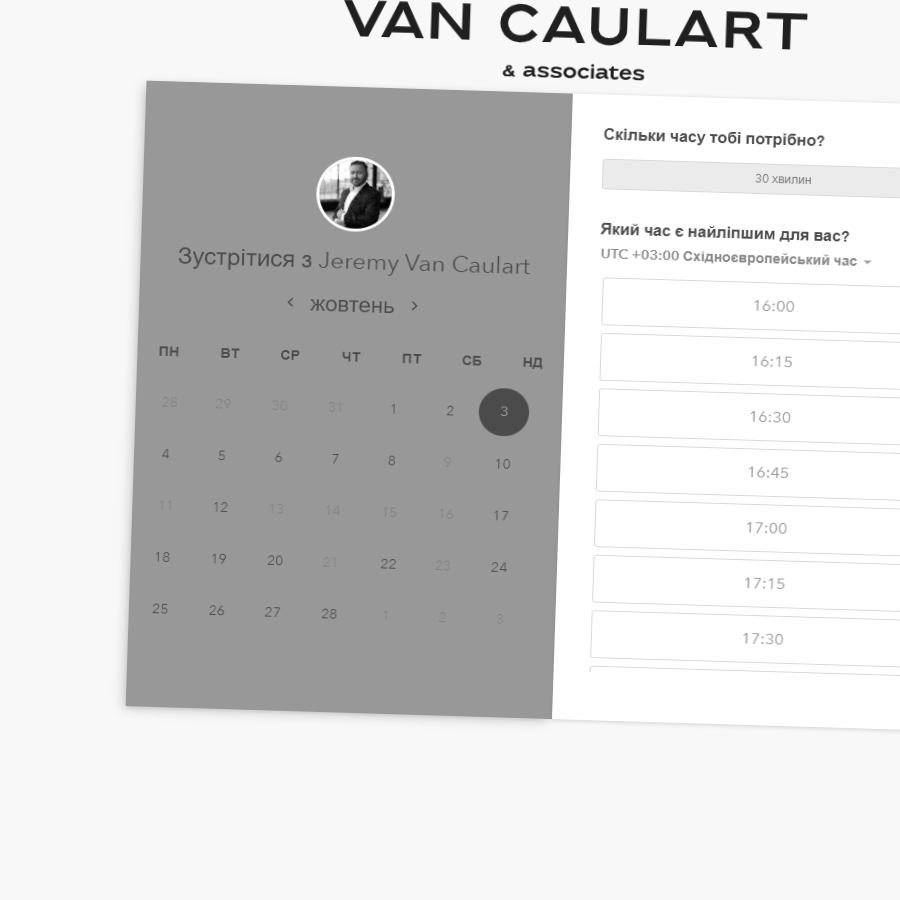 VAN CAULART
& associates
Зустрітися з Jeremy Van Caulart
жовтень
ПН ВТ СР ЧТ ПТ СБ НД
28 29 30 31 1 2 3
4 5 6 7 8 9 10
11 12 13 14 15 16 17
18 19 20 21 22 23 24
25 26 27 28 1 2 3
Скільки часу тобі потрібно?
30 хвилин
Який час є найліпшим для вас?
UTC +03:00 Східноєвропейський час
16:00
16:15
16:30
16:45
17:00
17:15
17:30